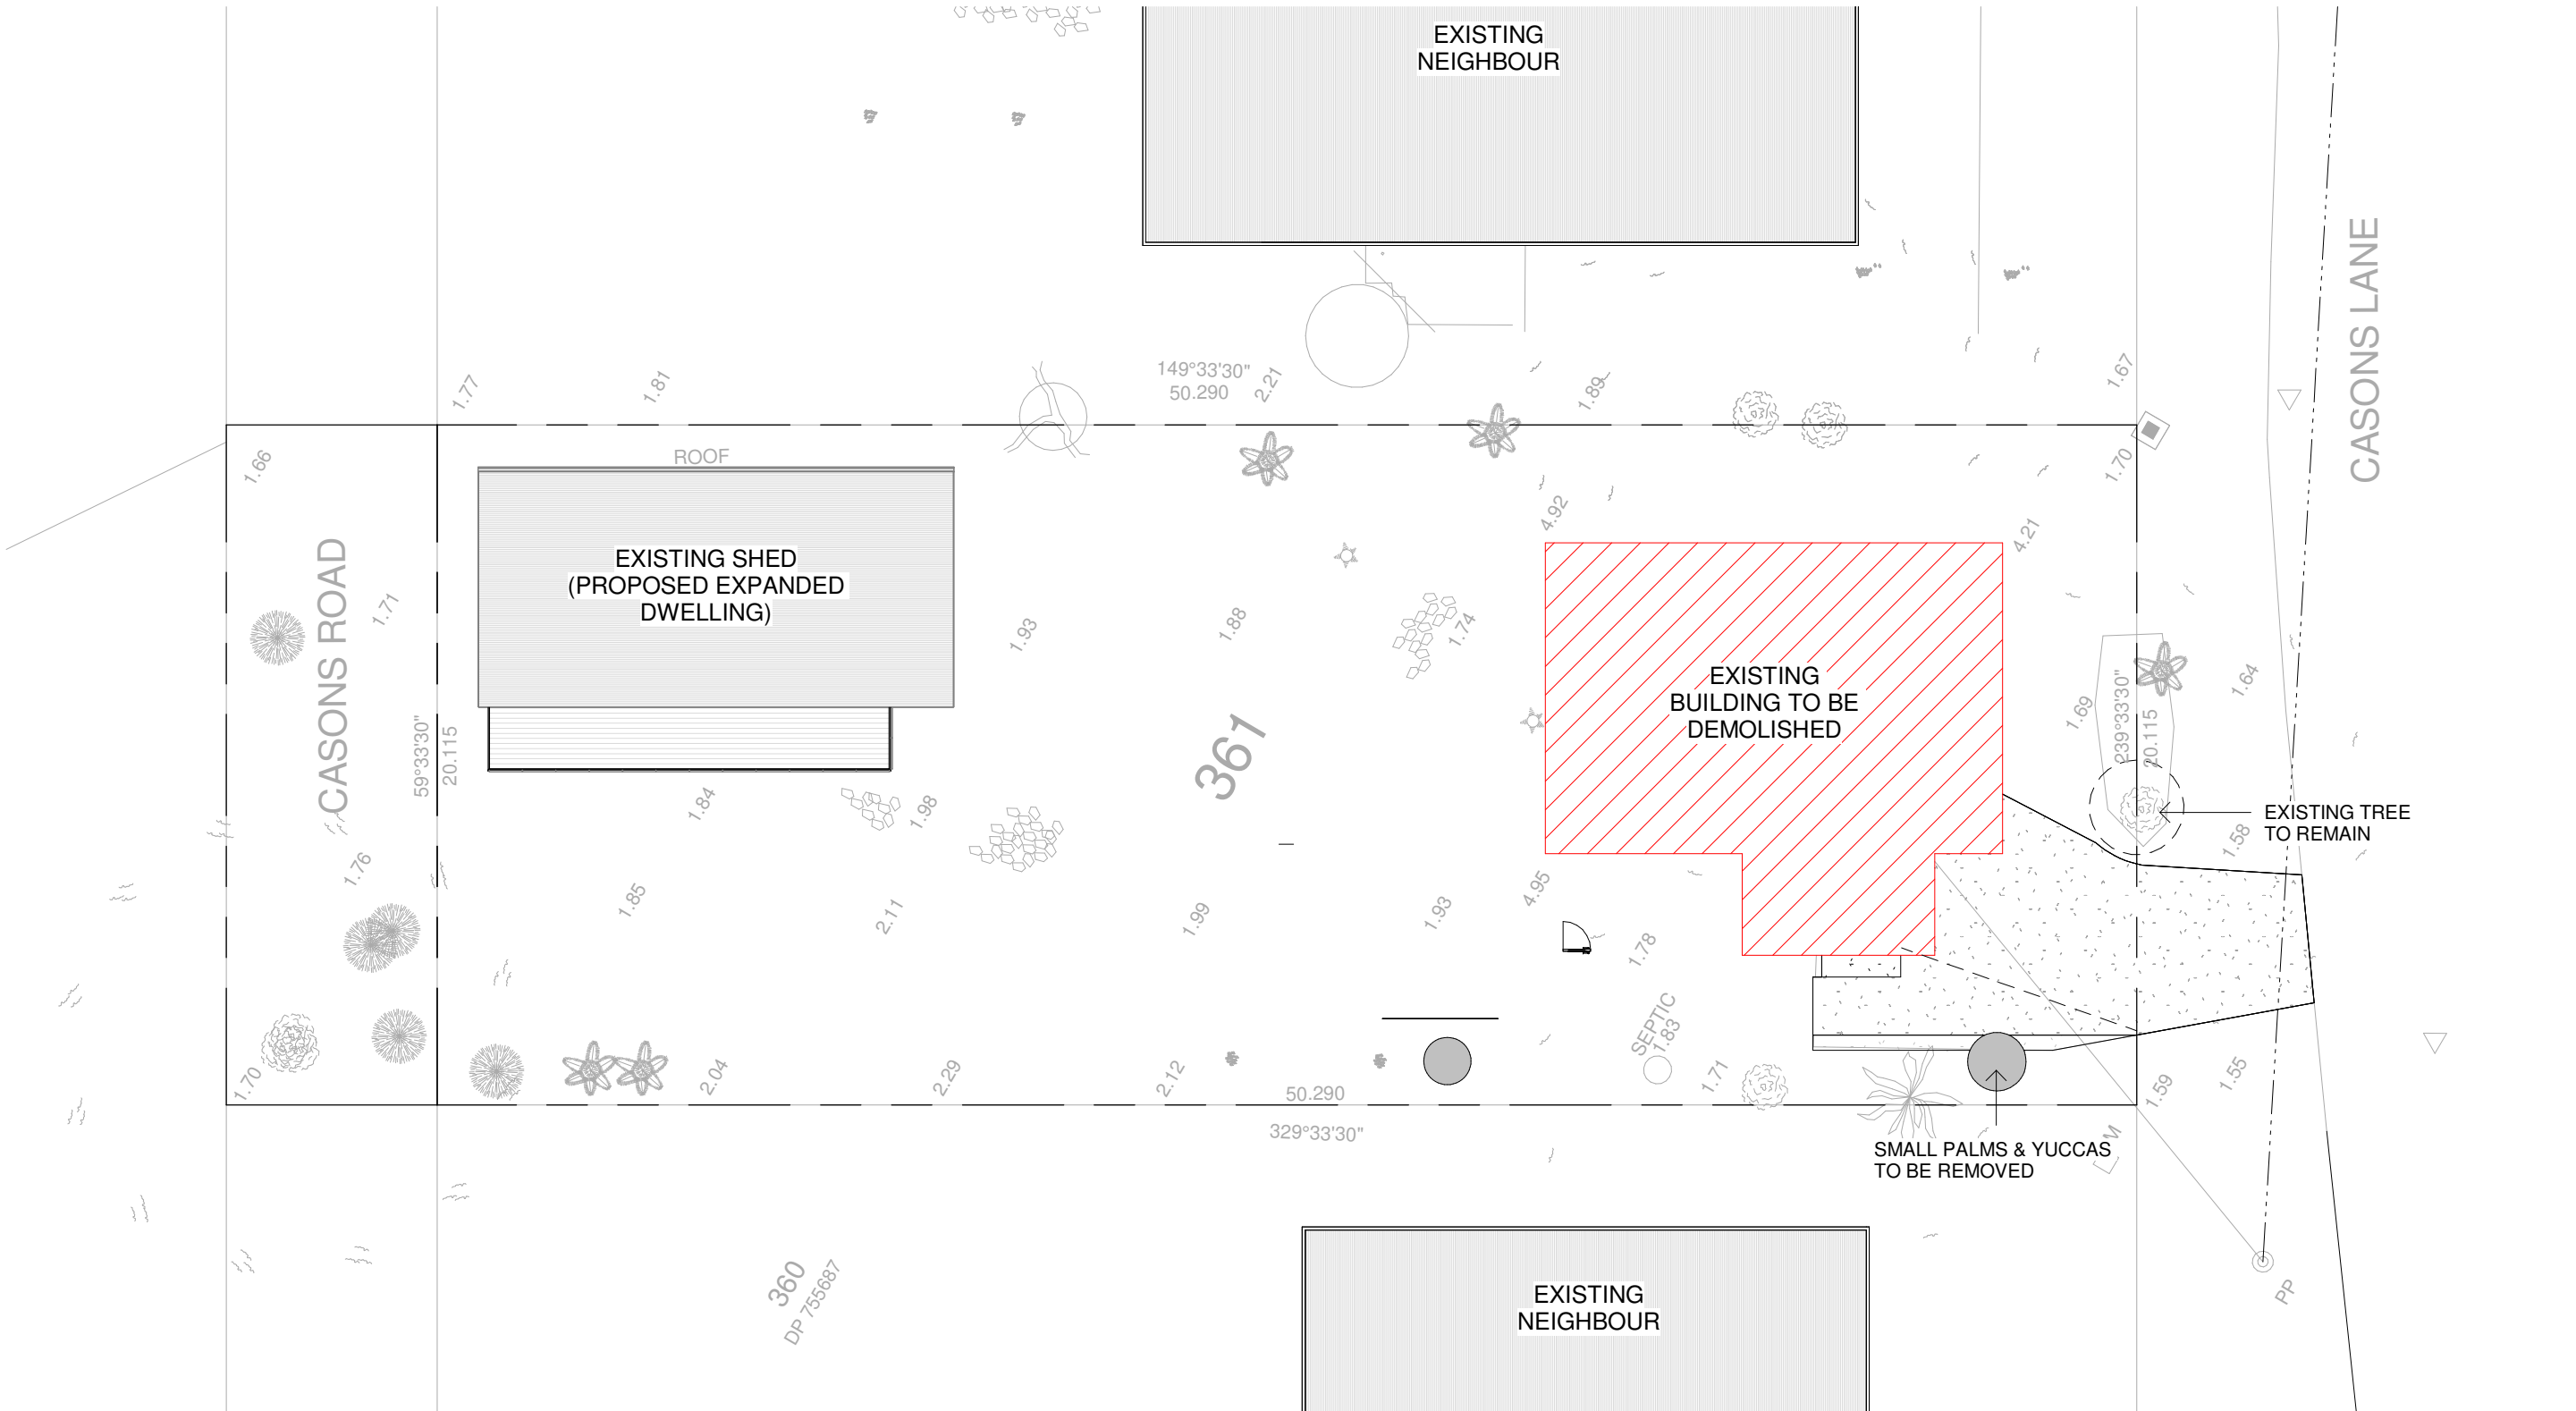 EXISTING
NEIGHBOUR
CASONS LANE
149°33'30"
50.290
2.21
1.77
1.81
1.89
1.67
ROOF
1.66
1.70
4.92
4.21
EXISTING SHED
(PROPOSED EXPANDED
DWELLING)
CASONS ROAD
1.71
1.93
1.88
1.74
EXISTING
BUILDING TO BE
DEMOLISHED
59°33'30"
20.115
361
1.69
239°33'30"
20.115
1.64
1.84
1.98
EXISTING TREE
TO REMAIN
1.58
1.76
1.85
2.11
1.99
1.93
4.95
1.78
SEPTIC
1.83
1.70
2.04
2.29
2.12
50.290
329°33'30"
1.71
1.59
1.55
SMALL PALMS & YUCCAS
TO BE REMOVED
M
360
DP 755687
EXISTING
NEIGHBOUR
PP